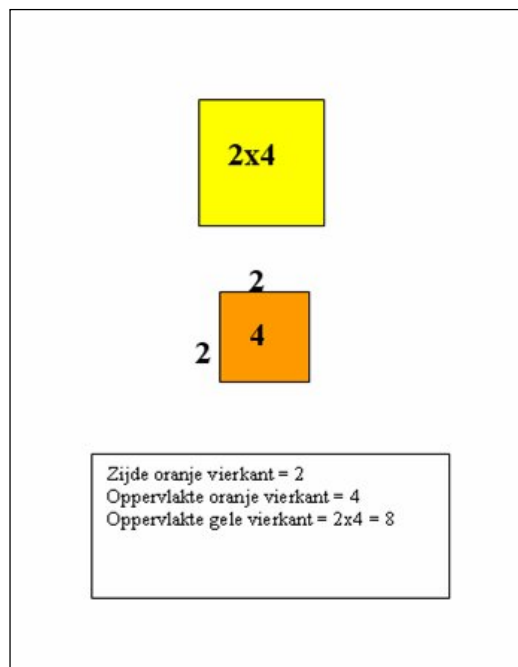 2x4
2
4
2
Zijde oranje vierkant = 2
Oppervlakte oranje vierkant = 4
Oppervlakte gele vierkant = 2x4 = 8